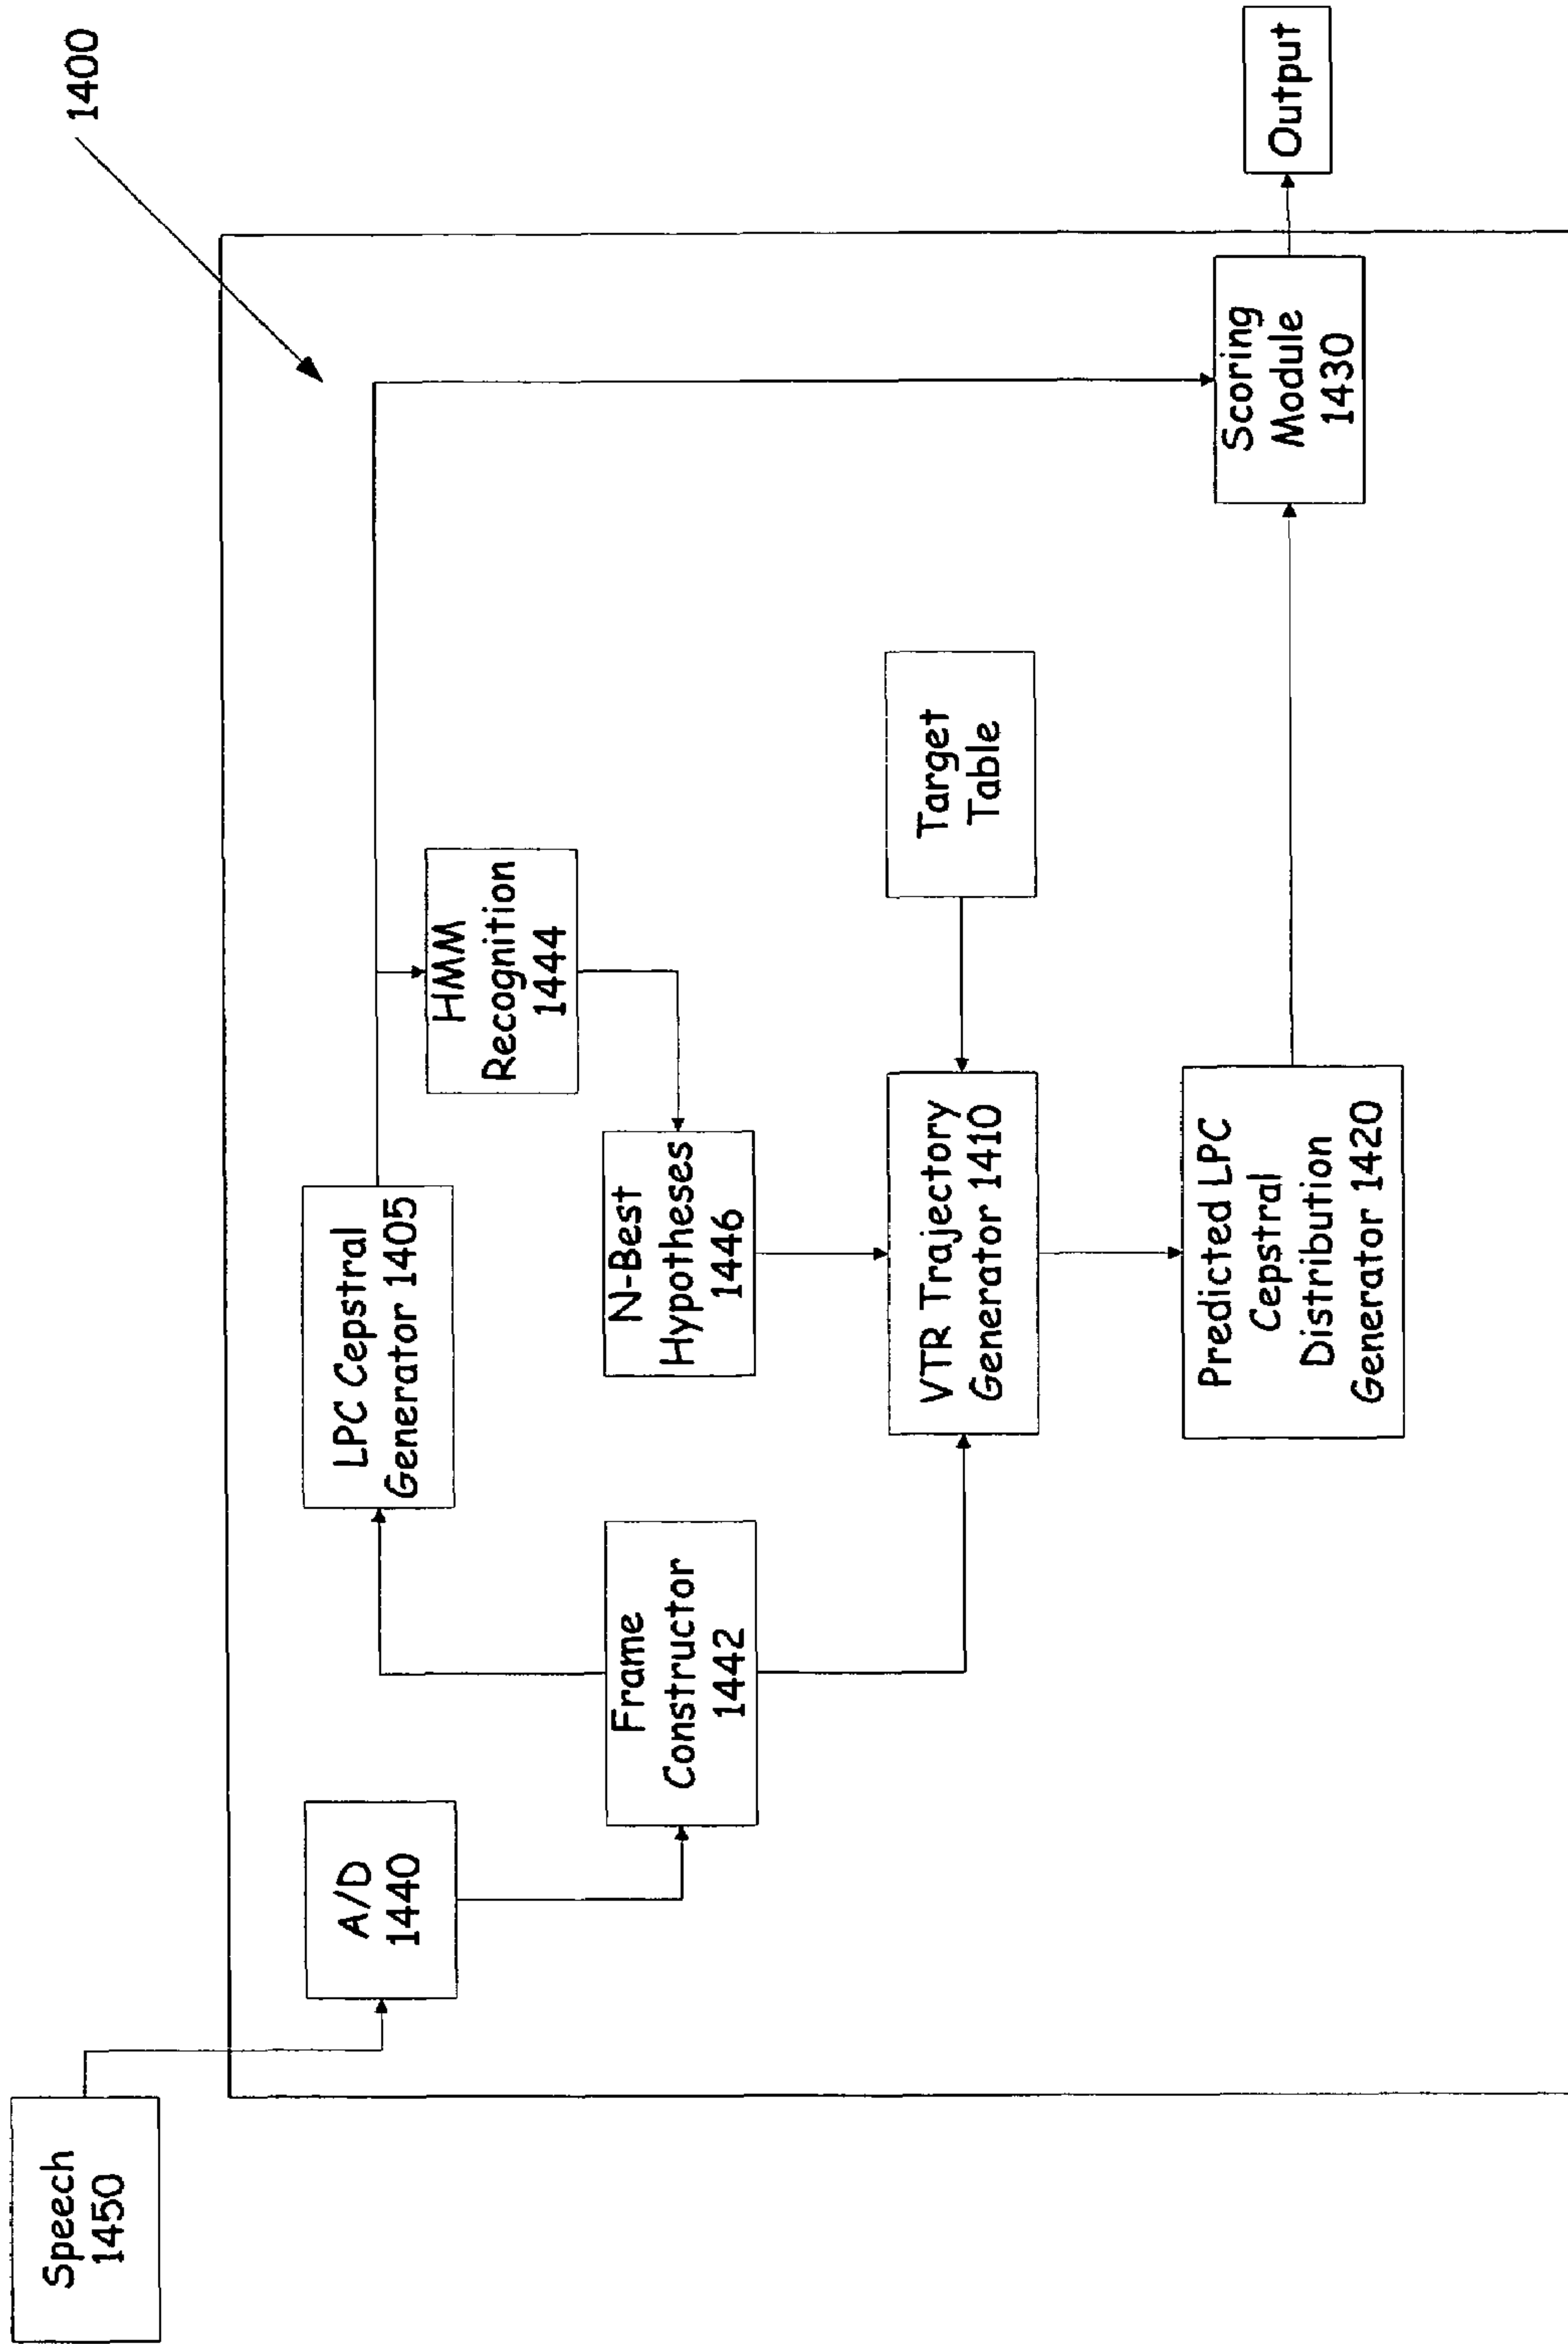 1400
Speech
1450
A/D
1440
LPC Cepstral
Generator 1405
HMM
Recognition
1444
Frame
Constructor
1442
N-Best
Hypotheses
1446
VTR Trajectory
Generator 1410
Target
Table
Predicted LPC
Cepstral
Distribution
Generator 1420
Scoring
Module
1430
Output